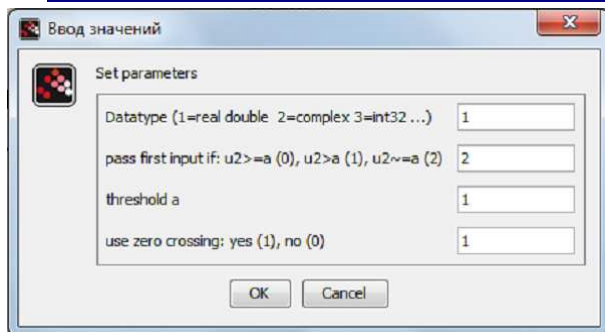 Ввод значений
Set parameters
Datatype (1=real double 2=complex 3=int32 ...) 1
pass first input if: u2>=a (0), u2>a (1), u2~=a (2) 2
threshold a 1
use zero crossing: yes (1), no (0) 1
OK Cancel